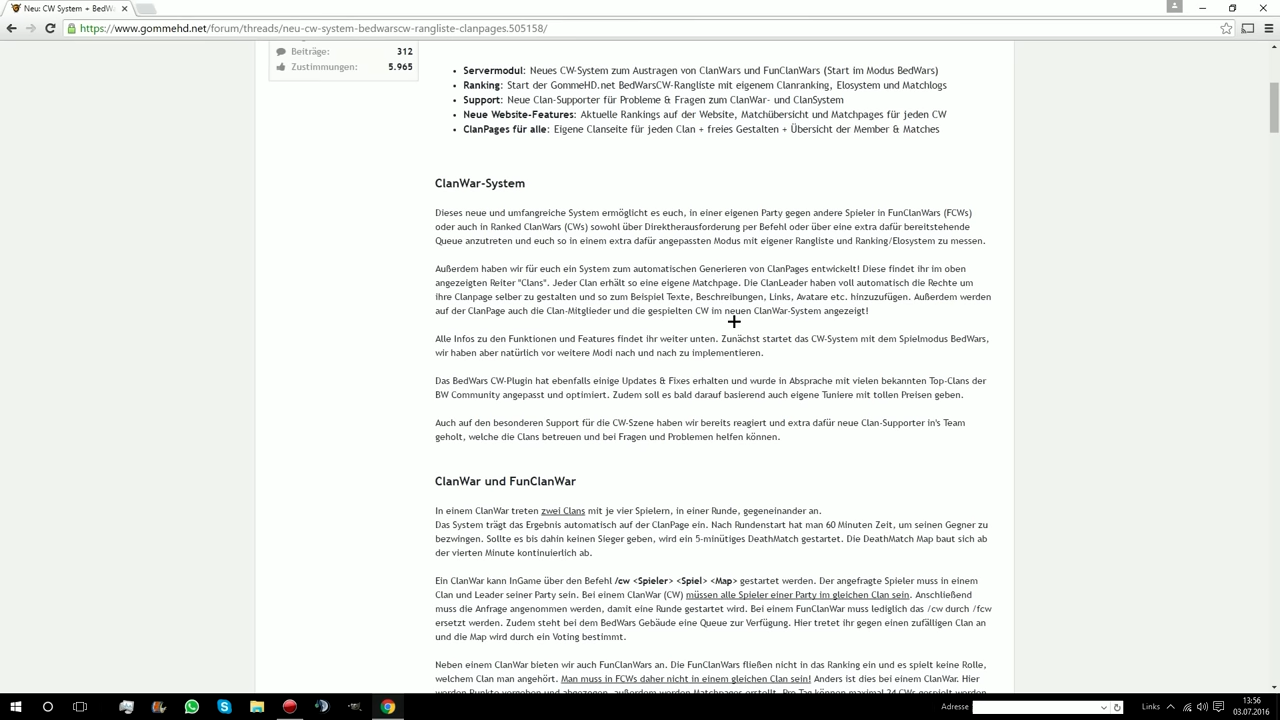 Neu: CW System + BedWa
https://www.gommehd.net/forum/threads/neu-cw-system-bedwarscw-rangliste-clanpages.505158/
Beiträge: 312
Zustimmungen: 5.965
• Servermodul: Neues CW-System zum Austragen von ClanWars und FunClanWars (Start im Modus BedWars)
• Ranking: Start der GommeHD.net BedWarsCW-Rangliste mit eigenem Clanranking, Elosystem und Matchlogs
• Support: Neue Clan-Supporter für Probleme & Fragen zum ClanWar- und ClanSystem
• Neue Website-Features: Aktuelle Rankings auf der Website, Matchübersicht und Matchpages für jeden CW
• ClanPages für alle: Eigene Clanseite für jeden Clan + freies Gestalten + Übersicht der Member & Matches
ClanWar-System
Dieses neue und umfangreiche System ermöglicht es euch, in einer eigenen Party gegen andere Spieler in FunClanWars (FCWs)
oder auch in Ranked ClanWars (CWs) sowohl über Direktherausforderung per Befehl oder über eine extra dafür bereitstehende
Queue anzutreten und euch so in einem extra dafür angepassten Modus mit eigener Rangliste und Ranking/Elosystem zu messen.
Außerdem haben wir für euch ein System zum automatischen Generieren von ClanPages entwickelt! Diese findet ihr im oben
angezeigten Reiter "Clans". Jeder Clan erhält so eine eigene Matchpage. Die ClanLeader haben voll automatisch die Rechte um
ihre Clanpage selber zu gestalten und so zum Beispiel Texte, Beschreibungen, Links, Avatare etc. hinzuzufügen. Außerdem werden
auf der ClanPage auch die Clan-Mitglieder und die gespielten CW im neuen ClanWar-System angezeigt!
Alle Infos zu den Funktionen und Features findet ihr weiter unten. Zunächst startet das CW-System mit dem Spielmodus BedWars,
wir haben aber natürlich vor weitere Modi nach und nach zu implementieren.
Das BedWars CW-Plugin hat ebenfalls einige Updates & Fixes erhalten und wurde in Absprache mit vielen bekannten Top-Clans der
BW Community angepasst und optimiert. Zudem soll es bald darauf basierend auch eigene Tuniere mit tollen Preisen geben.
Auch auf den besonderen Support für die CW-Szene haben wir bereits reagiert und extra dafür neue Clan-Supporter in's Team
geholt, welche die Clans betreuen und bei Fragen und Problemen helfen können.
ClanWar und FunClanWar
In einem ClanWar treten zwei Clans mit je vier Spielern, in einer Runde, gegeneinander an.
Das System trägt das Ergebnis automatisch auf der ClanPage ein. Nach Rundenstart hat man 60 Minuten Zeit, um seinen Gegner zu
bezwingen. Sollte es bis dahin keinen Sieger geben, wird ein 5-minütiges DeathMatch gestartet. Die DeathMatch Map baut sich ab
der vierten Minute kontinuierlich ab.
Ein ClanWar kann InGame über den Befehl /cw <Spieler> <Spiel> <Map> gestartet werden. Der angefragte Spieler muss in einem
Clan und Leader seiner Party sein. Bei einem ClanWar (CW) müssen alle Spieler einer Party im gleichen Clan sein. Anschließend
muss die Anfrage angenommen werden, damit eine Runde gestartet wird. Bei einem FunClanWar muss lediglich das /cw durch /fcw
ersetzt werden. Zudem steht bei dem BedWars Gebäude eine Queue zur Verfügung. Hier tretet ihr gegen einen zufälligen Clan an
und die Map wird durch ein Voting bestimmt.
Neben einem ClanWar bieten wir auch FunClanWars an. Die FunClanWars fließen nicht in das Ranking ein und es spielt keine Rolle,
welchem Clan man angehört. Man muss in FCWs daher nicht in einem gleichen Clan sein! Anders ist dies bei einem ClanWar. Hier
werden Punkte vergeben und abgezogen, außerdem werden Matchpages erstellt. Pro Tag können maximal 24 CWs gespielt werden
Adresse
Links
13:56
03.07.2016